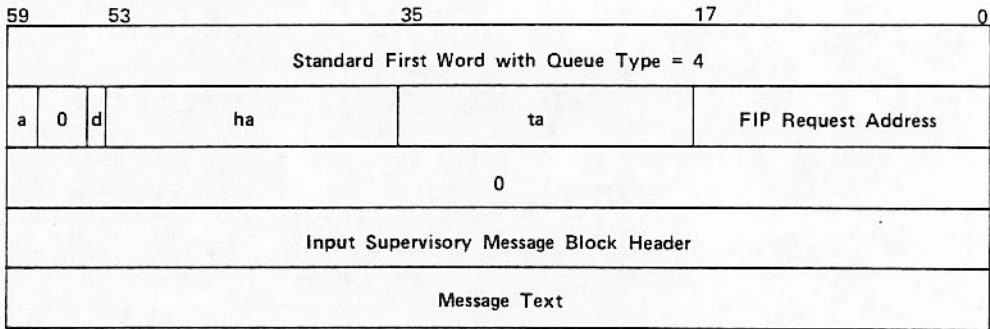 59 53 35 17 0
Standard First Word with Queue Type = 4
a 0 d ha ta FIP Request Address
0
Input Supervisory Message Block Header
Message Text